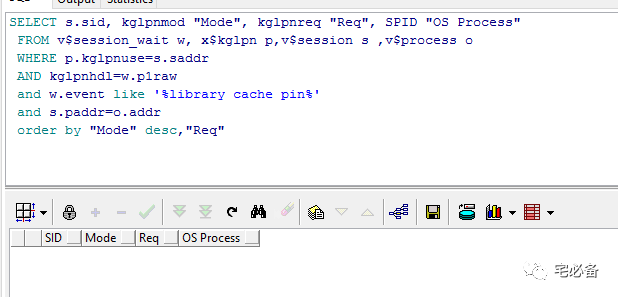 Output Statistics
SELECT s.sid, kglpnmod "Mode", kglpnreq "Req", SPID "OS Process"
FROM v$session_wait w, x$kglpn p,v$session s ,v$process o
WHERE p.kglpnuse=s.saddr
AND kglpnhdl=w.p1raw
and w.event like '%library cache pin%'
and s.paddr=o.addr
order by "Mode" desc,"Req"
SID Mode Req OS Process
宅必备